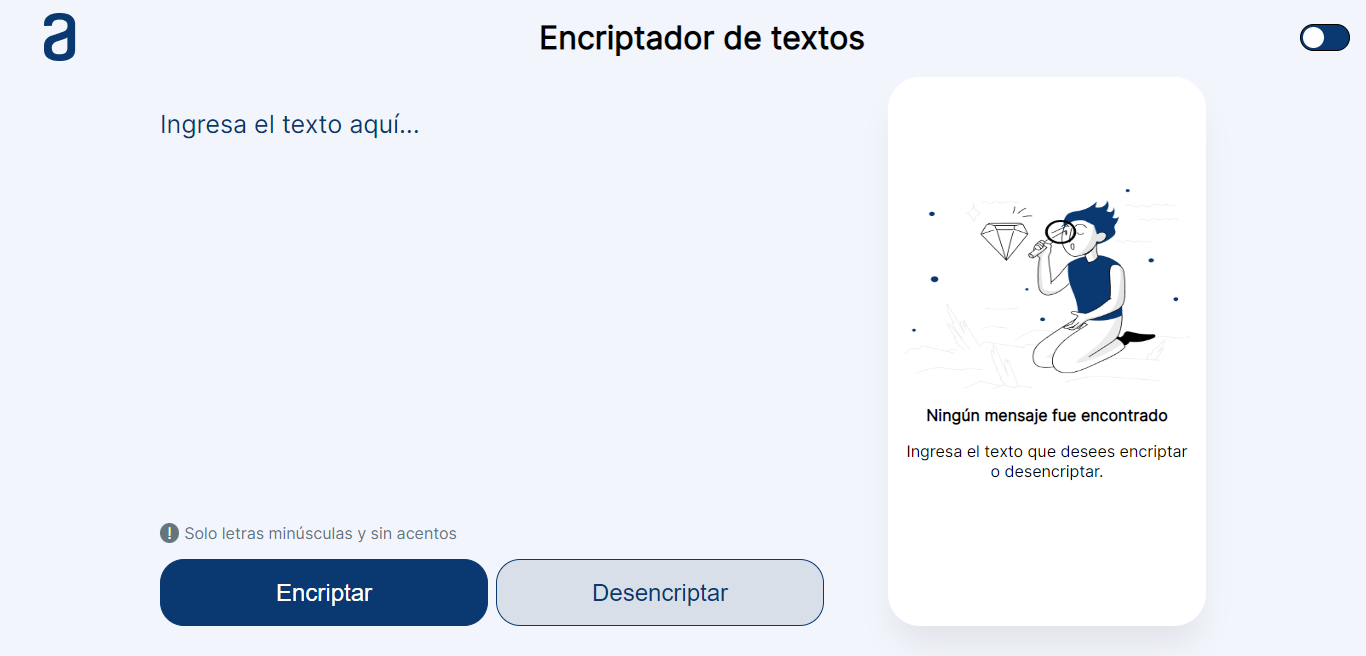 a
Encriptador de textos
Ingresa el texto aquí...
Ningún mensaje fue encontrado
Ingresa el texto que desees encriptar
o desencriptar.
! Solo letras minúsculas y sin acentos
Encriptar
Desencriptar